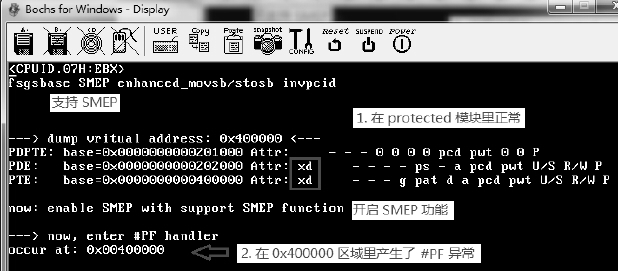 Bochs for Windows - Display
A: B: CD USER Copy Paste snapshot CONFIG Reset SUSPEND Power
<CPUID.07H:EBX>
fsgsbase SMEP enhanced_movsb/stosb invpcid
支持 SMEP
1. 在 protected 模块里正常
---> dump vritual address: 0x400000 <---
PDPTE: base=0x0000000000201000 Attr: - - - 0 0 0 0 pcd pwt 0 0 P
PDE: base=0x0000000000202000 Attr: xd - - - - ps - a pcd pwt U/S R/W P
PTE: base=0x0000000000400000 Attr: xd - - - g pat d a pcd pwt U/S R/W P
now: enable SMEP with support SMEP function
开启 SMEP 功能
---> now, enter #PF handler
occur at: 0x00400000
2. 在 0x400000 区域里产生了 #PF 异常